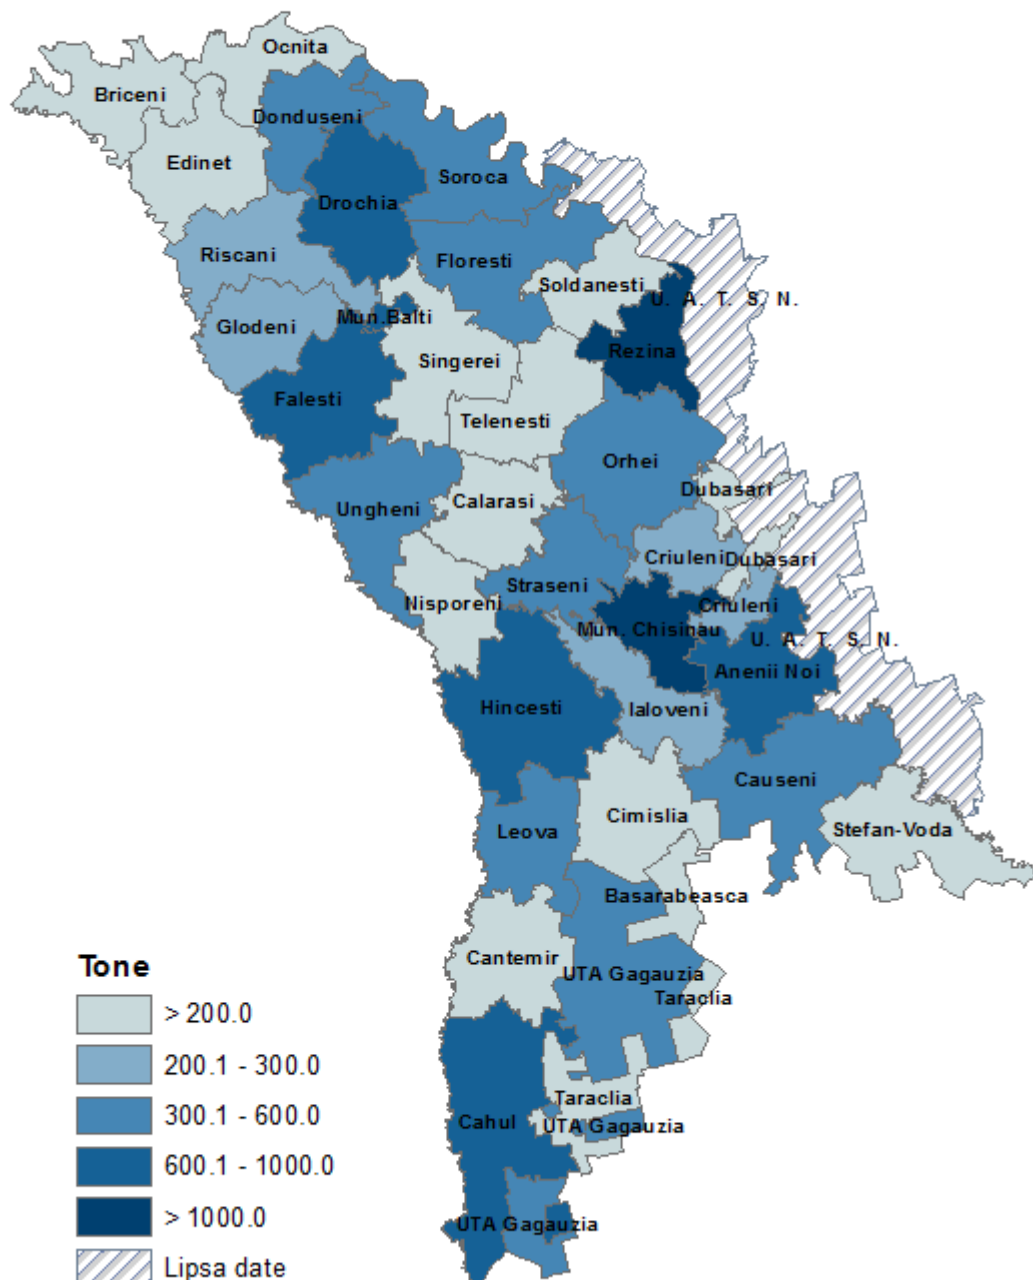 Ocnita
Briceni
Donduseni
Edinet
Soroca
Drochia
Riscani
Floresti
Soldanesti
U. A. T. S. N.
Mun.Balti
Glodeni
Rezina
Singerei
Falesti
Telenesti
Orhei
Dubasari
Calarasi
Ungheni
Criuleni
Dubasari
Straseni
Nisporeni
Criuleni
Mun. Chisinau
U. A. T. S. N.
Anenii Noi
Hincesti
Ialoveni
Causeni
Cimislia
Leova
Stefan-Voda
Basarabeasca
Cantemir
UTA Gagauzia
Taraclia
Taraclia
Cahul
UTA Gagauzia
UTA Gagauzia
Tone
> 200.0
200.1 - 300.0
300.1 - 600.0
600.1 - 1000.0
> 1000.0
Lipsa date